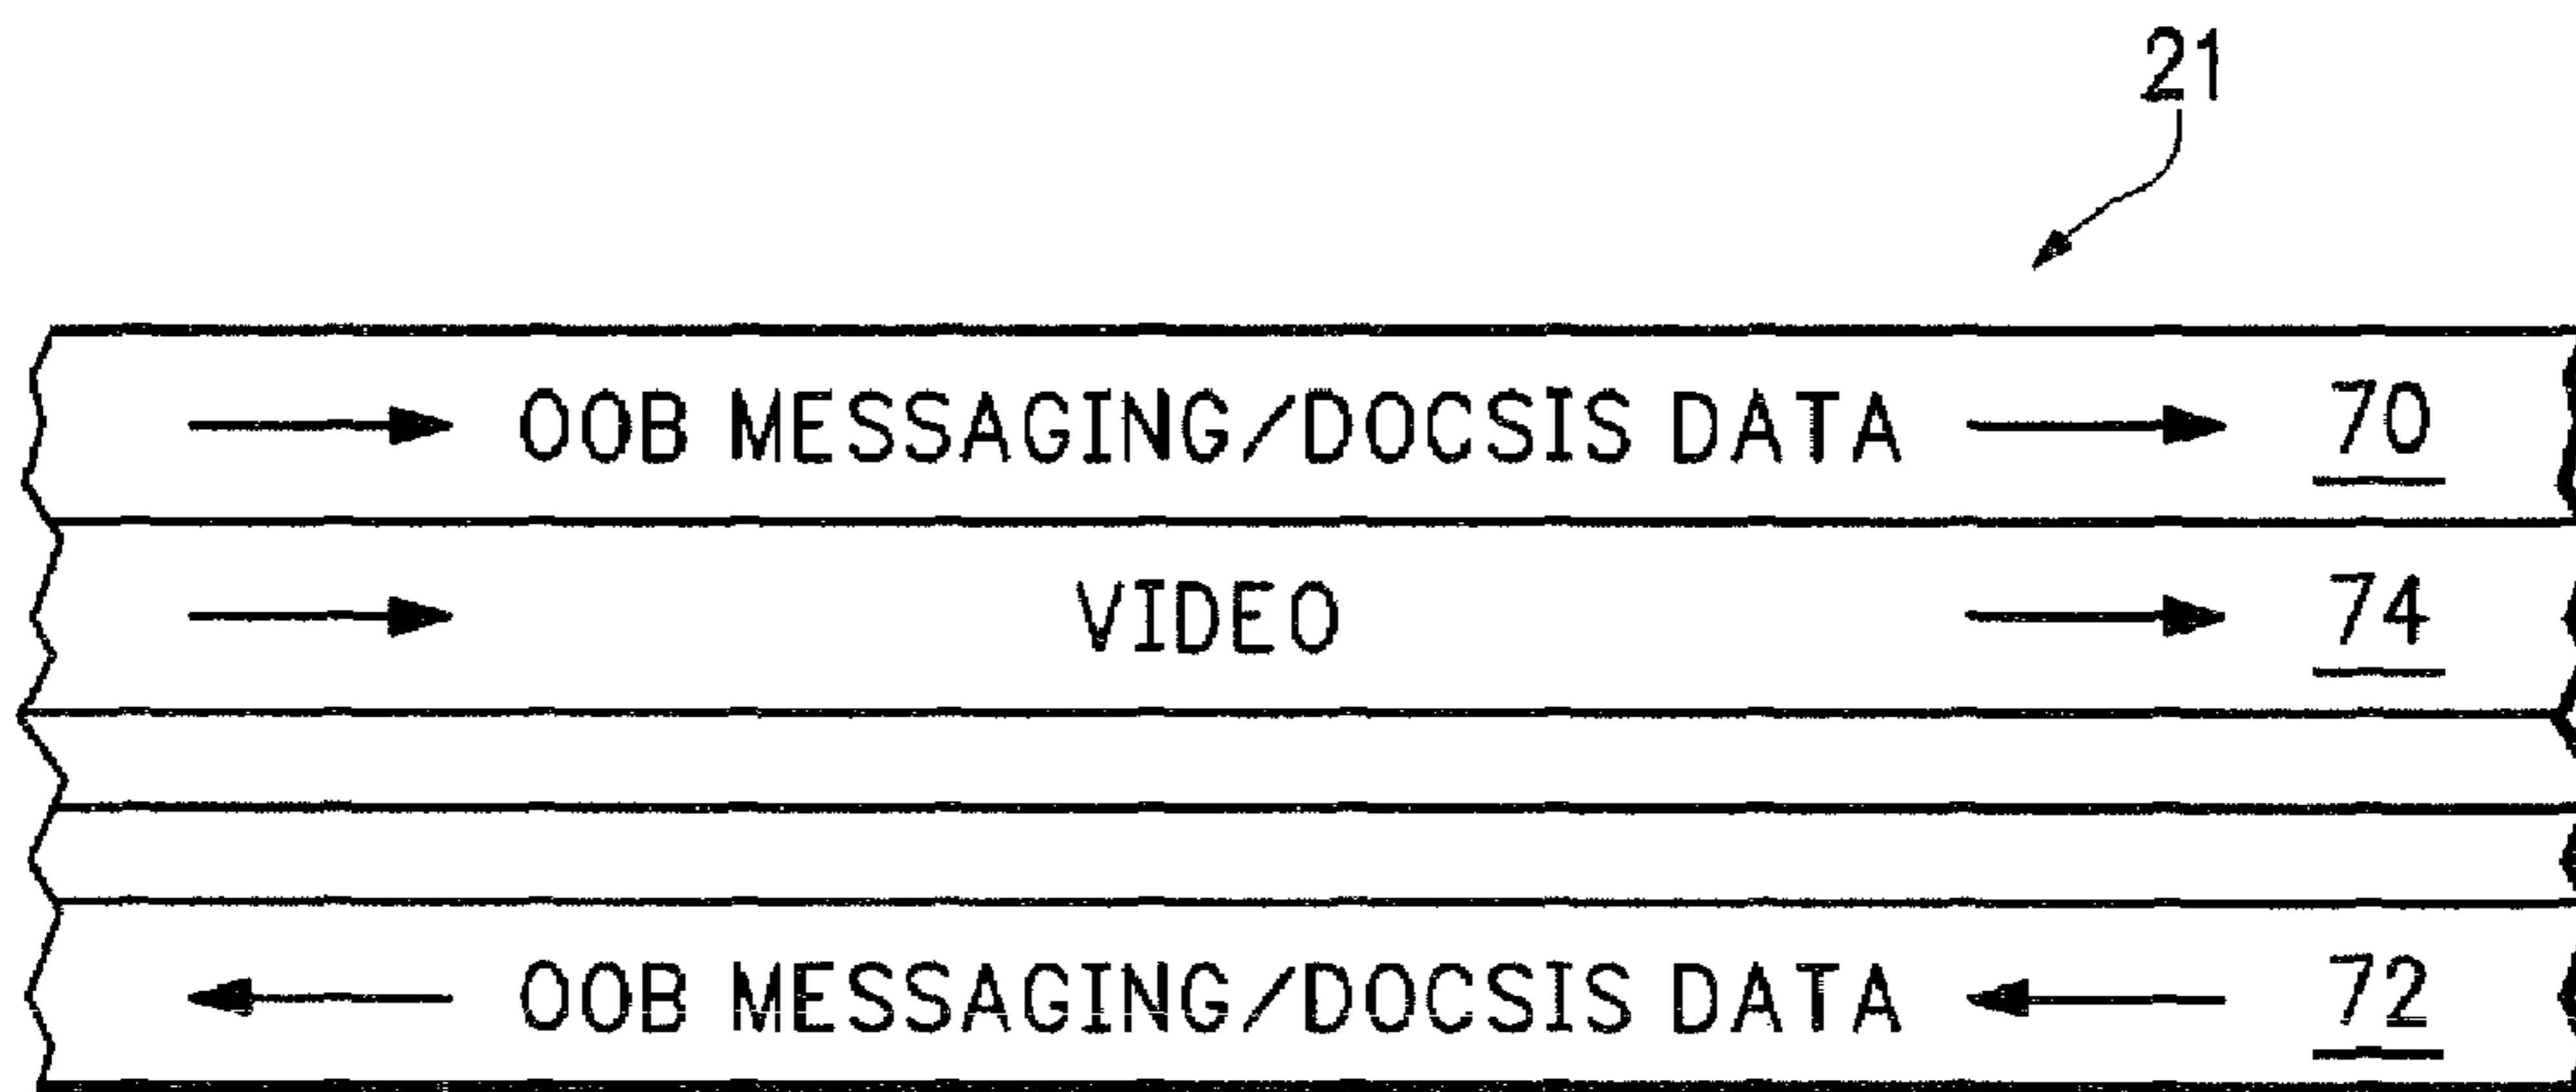 21
OOB MESSAGING/DOCSIS DATA 70
VIDEO 74
OOB MESSAGING/DOCSIS DATA 72